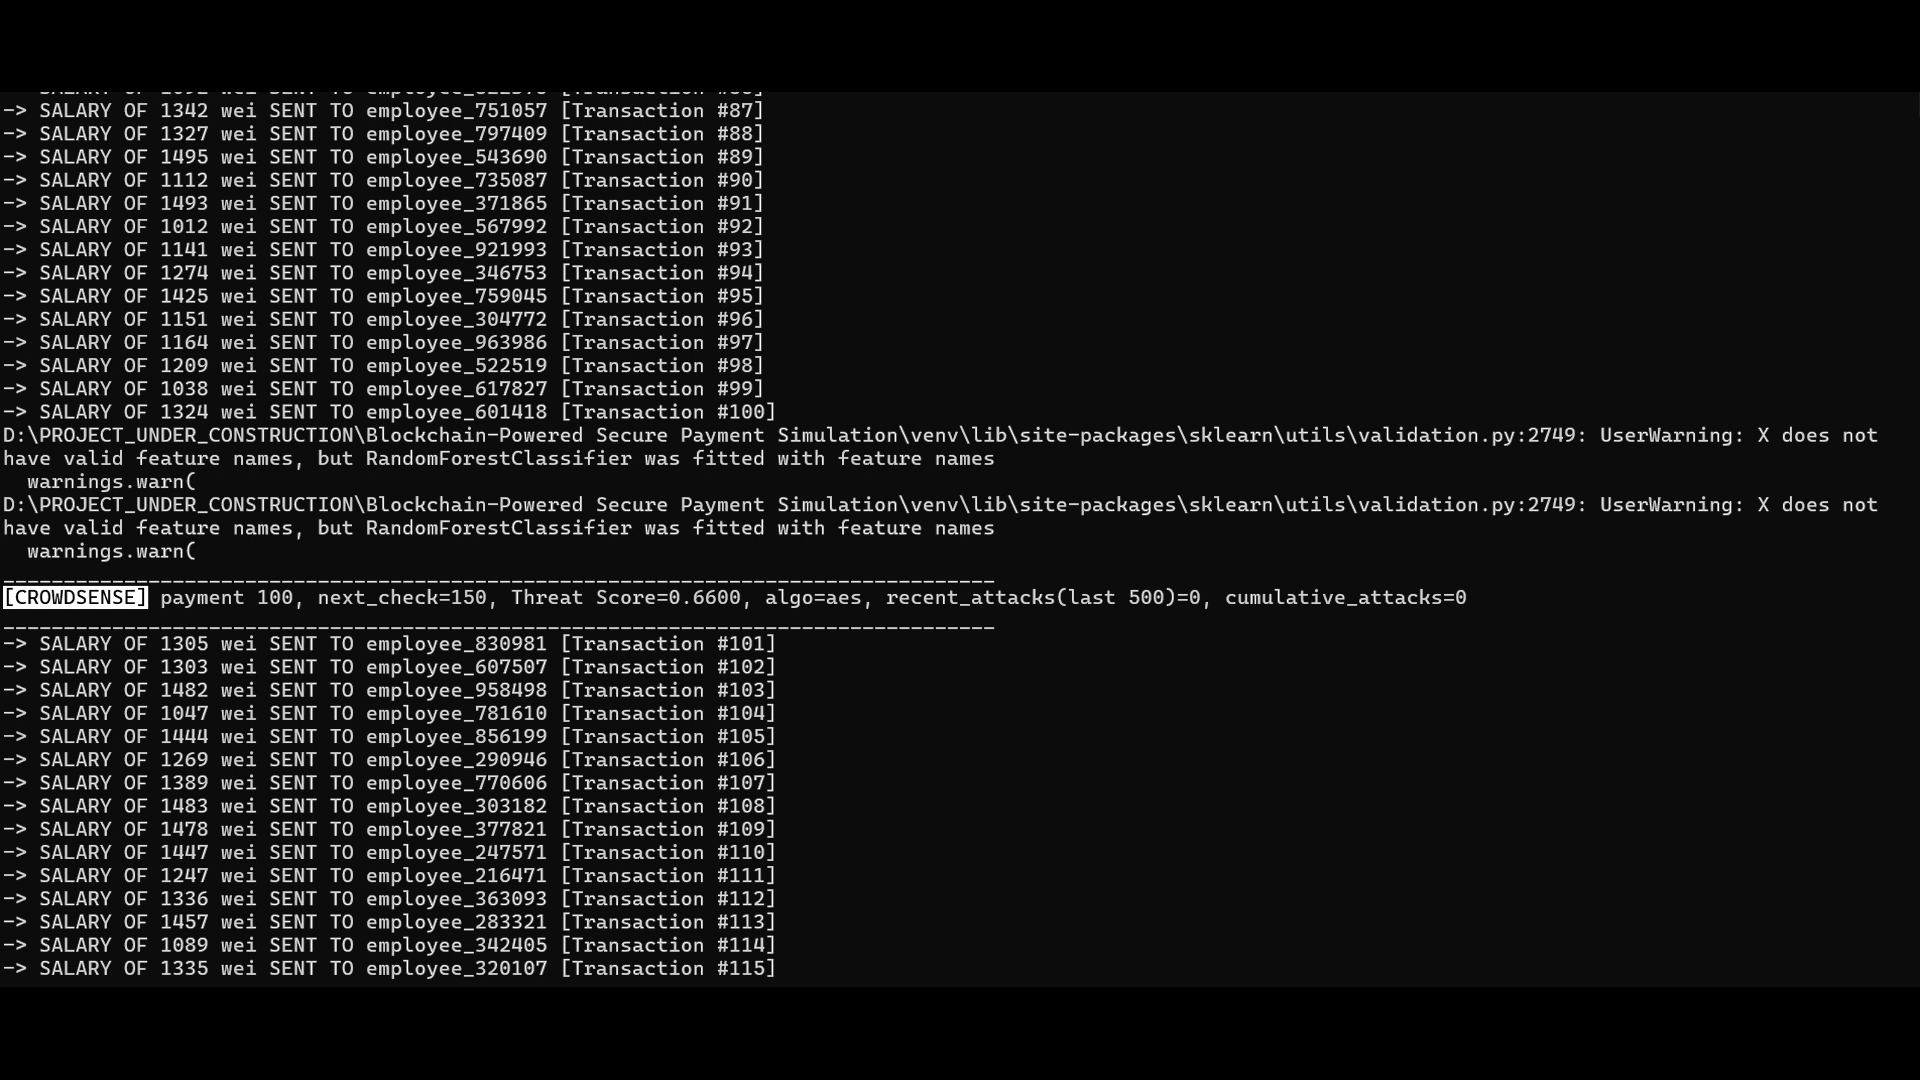 -> SALARY OF 1342 wei SENT TO employee_751057 [Transaction #87]
-> SALARY OF 1327 wei SENT TO employee_797409 [Transaction #88]
-> SALARY OF 1495 wei SENT TO employee_543690 [Transaction #89]
-> SALARY OF 1112 wei SENT TO employee_735087 [Transaction #90]
-> SALARY OF 1493 wei SENT TO employee_371865 [Transaction #91]
-> SALARY OF 1012 wei SENT TO employee_567992 [Transaction #92]
-> SALARY OF 1141 wei SENT TO employee_921993 [Transaction #93]
-> SALARY OF 1274 wei SENT TO employee_346753 [Transaction #94]
-> SALARY OF 1425 wei SENT TO employee_759045 [Transaction #95]
-> SALARY OF 1151 wei SENT TO employee_304772 [Transaction #96]
-> SALARY OF 1164 wei SENT TO employee_963986 [Transaction #97]
-> SALARY OF 1209 wei SENT TO employee_522519 [Transaction #98]
-> SALARY OF 1038 wei SENT TO employee_617827 [Transaction #99]
-> SALARY OF 1324 wei SENT TO employee_601418 [Transaction #100]
D:\PROJECT_UNDER_CONSTRUCTION\Blockchain-Powered Secure Payment Simulation\venv\lib\site-packages\sklearn\utils\validation.py:2749: UserWarning: X does not
have valid feature names, but RandomForestClassifier was fitted with feature names
  warnings.warn(
D:\PROJECT_UNDER_CONSTRUCTION\Blockchain-Powered Secure Payment Simulation\venv\lib\site-packages\sklearn\utils\validation.py:2749: UserWarning: X does not
have valid feature names, but RandomForestClassifier was fitted with feature names
  warnings.warn(
__________________________________________________________________________________
[CROWDSENSE] payment 100, next_check=150, Threat Score=0.6600, algo=aes, recent_attacks(last 500)=0, cumulative_attacks=0
__________________________________________________________________________________
-> SALARY OF 1305 wei SENT TO employee_830981 [Transaction #101]
-> SALARY OF 1303 wei SENT TO employee_607507 [Transaction #102]
-> SALARY OF 1482 wei SENT TO employee_958498 [Transaction #103]
-> SALARY OF 1047 wei SENT TO employee_781610 [Transaction #104]
-> SALARY OF 1444 wei SENT TO employee_856199 [Transaction #105]
-> SALARY OF 1269 wei SENT TO employee_290946 [Transaction #106]
-> SALARY OF 1389 wei SENT TO employee_770606 [Transaction #107]
-> SALARY OF 1483 wei SENT TO employee_303182 [Transaction #108]
-> SALARY OF 1478 wei SENT TO employee_377821 [Transaction #109]
-> SALARY OF 1447 wei SENT TO employee_247571 [Transaction #110]
-> SALARY OF 1247 wei SENT TO employee_216471 [Transaction #111]
-> SALARY OF 1336 wei SENT TO employee_363093 [Transaction #112]
-> SALARY OF 1457 wei SENT TO employee_283321 [Transaction #113]
-> SALARY OF 1089 wei SENT TO employee_342405 [Transaction #114]
-> SALARY OF 1335 wei SENT TO employee_320107 [Transaction #115]